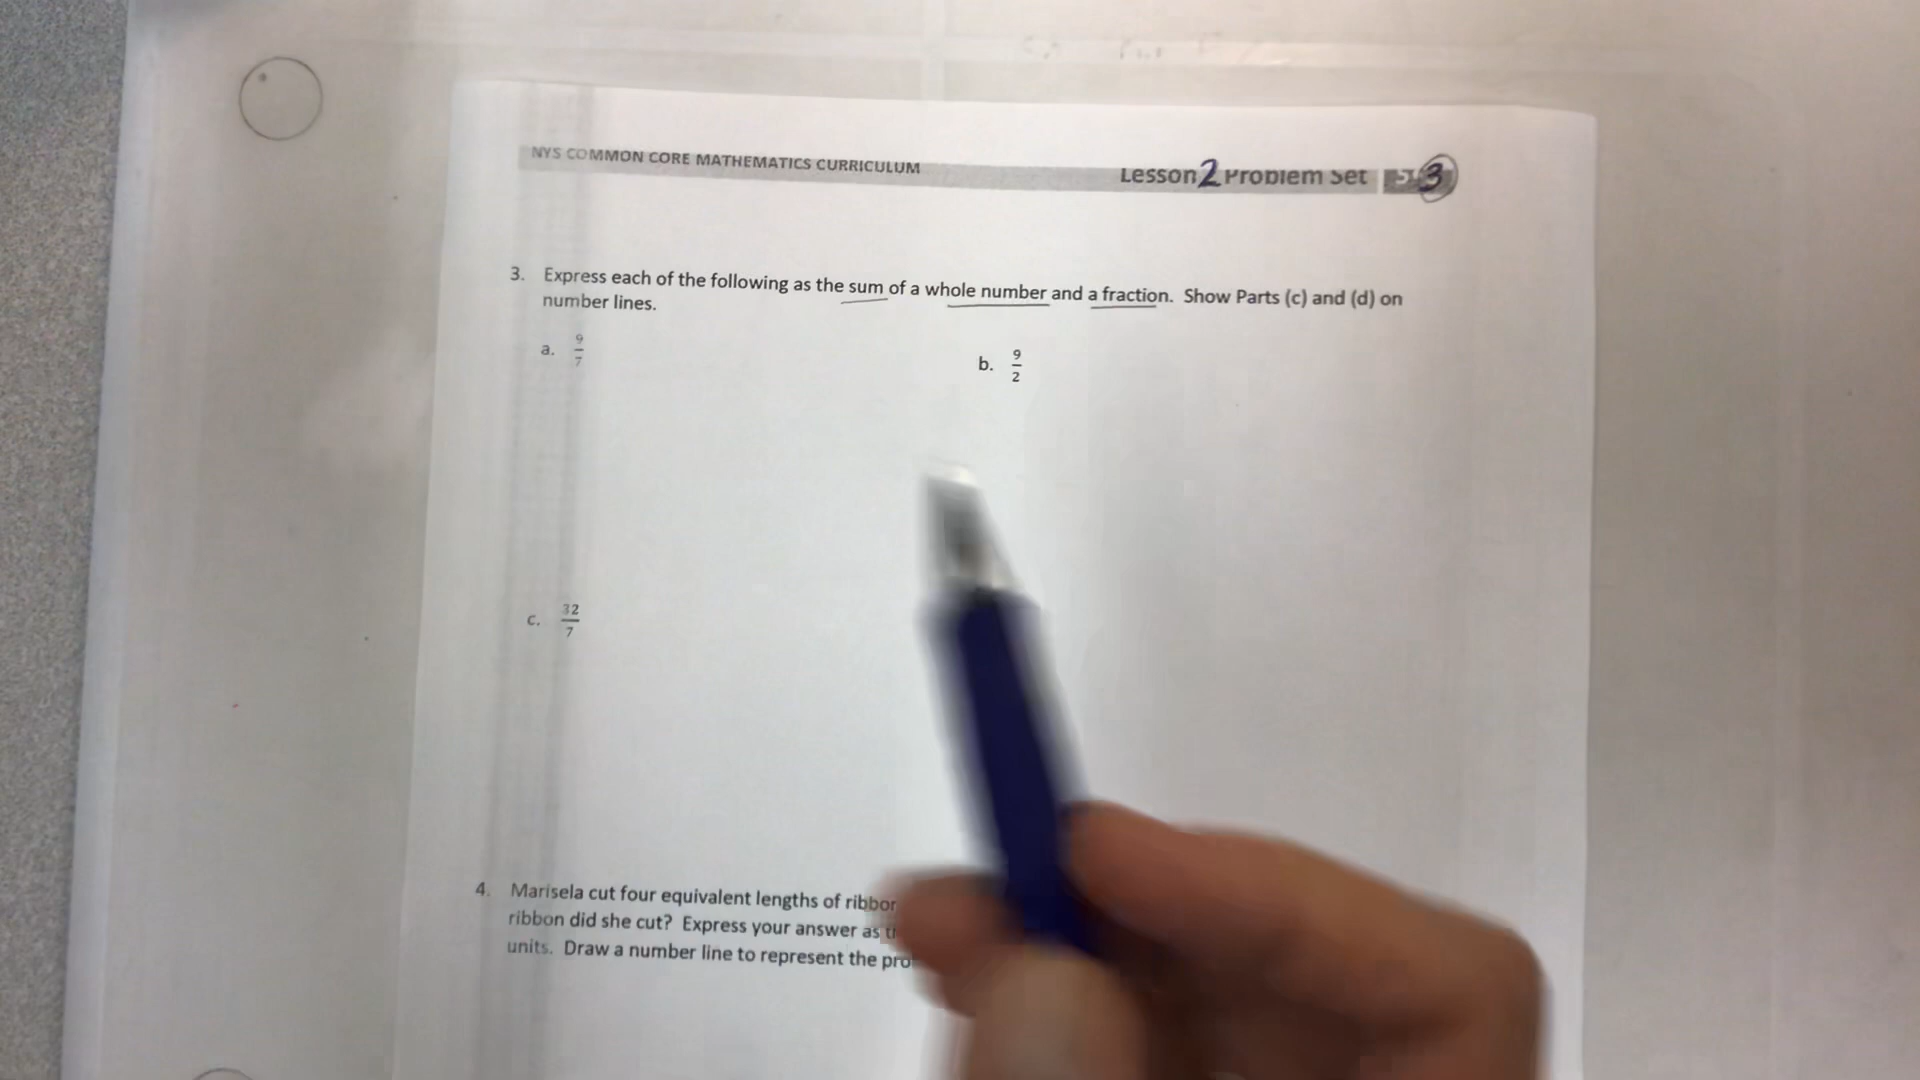 NYS COMMON CORE MATHEMATICS CURRICULUM
Lesson 2 Problem Set 3
3. Express each of the following as the sum of a whole number and a fraction. Show Parts (c) and (d) on
number lines.
a. 9/7
b. 9/2
c. 32/7
4. Marisela cut four equivalent lengths of
ribbon did she cut? Express your answer as
units. Draw a number line to represent the